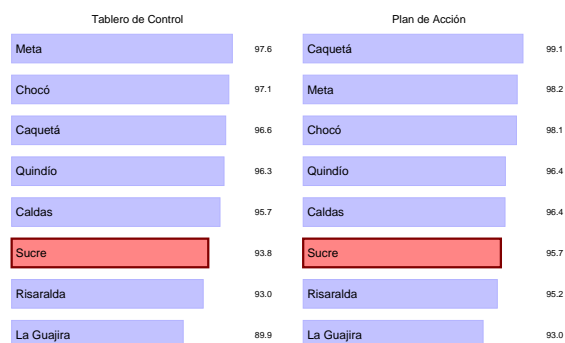 Tablero de Control
Meta 97.6
Chocó 97.1
Caquetá 96.6
Quindío 96.3
Caldas 95.7
Sucre 93.8
Risaralda 93.0
La Guajira 89.9
Plan de Acción
Caquetá 99.1
Meta 98.2
Chocó 98.1
Quindío 96.4
Caldas 96.4
Sucre 95.7
Risaralda 95.2
La Guajira 93.0